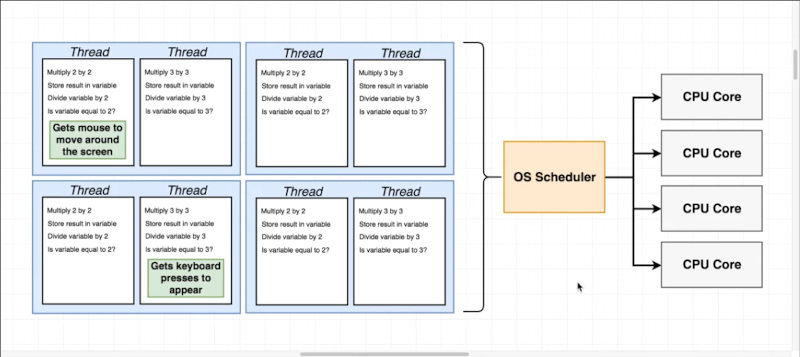 Thread
Thread
Multiply 2 by 2
Store result in variable
Divide variable by 2
Is variable equal to 2?
Gets mouse to
move around
the screen
Multiply 3 by 3
Store result in variable
Divide variable by 3
Is variable equal to 3?
Thread
Thread
Multiply 2 by 2
Store result in variable
Divide variable by 2
Is variable equal to 2?
Multiply 3 by 3
Store result in variable
Divide variable by 3
Is variable equal to 3?
Thread
Thread
Multiply 2 by 2
Store result in variable
Divide variable by 2
Is variable equal to 2?
Multiply 3 by 3
Store result in variable
Divide variable by 3
Is variable equal to 3?
Gets keyboard
presses to
appear
Thread
Thread
Multiply 2 by 2
Store result in variable
Divide variable by 2
Is variable equal to 2?
Multiply 3 by 3
Store result in variable
Divide variable by 3
Is variable equal to 3?
OS Scheduler
CPU Core
CPU Core
CPU Core
CPU Core